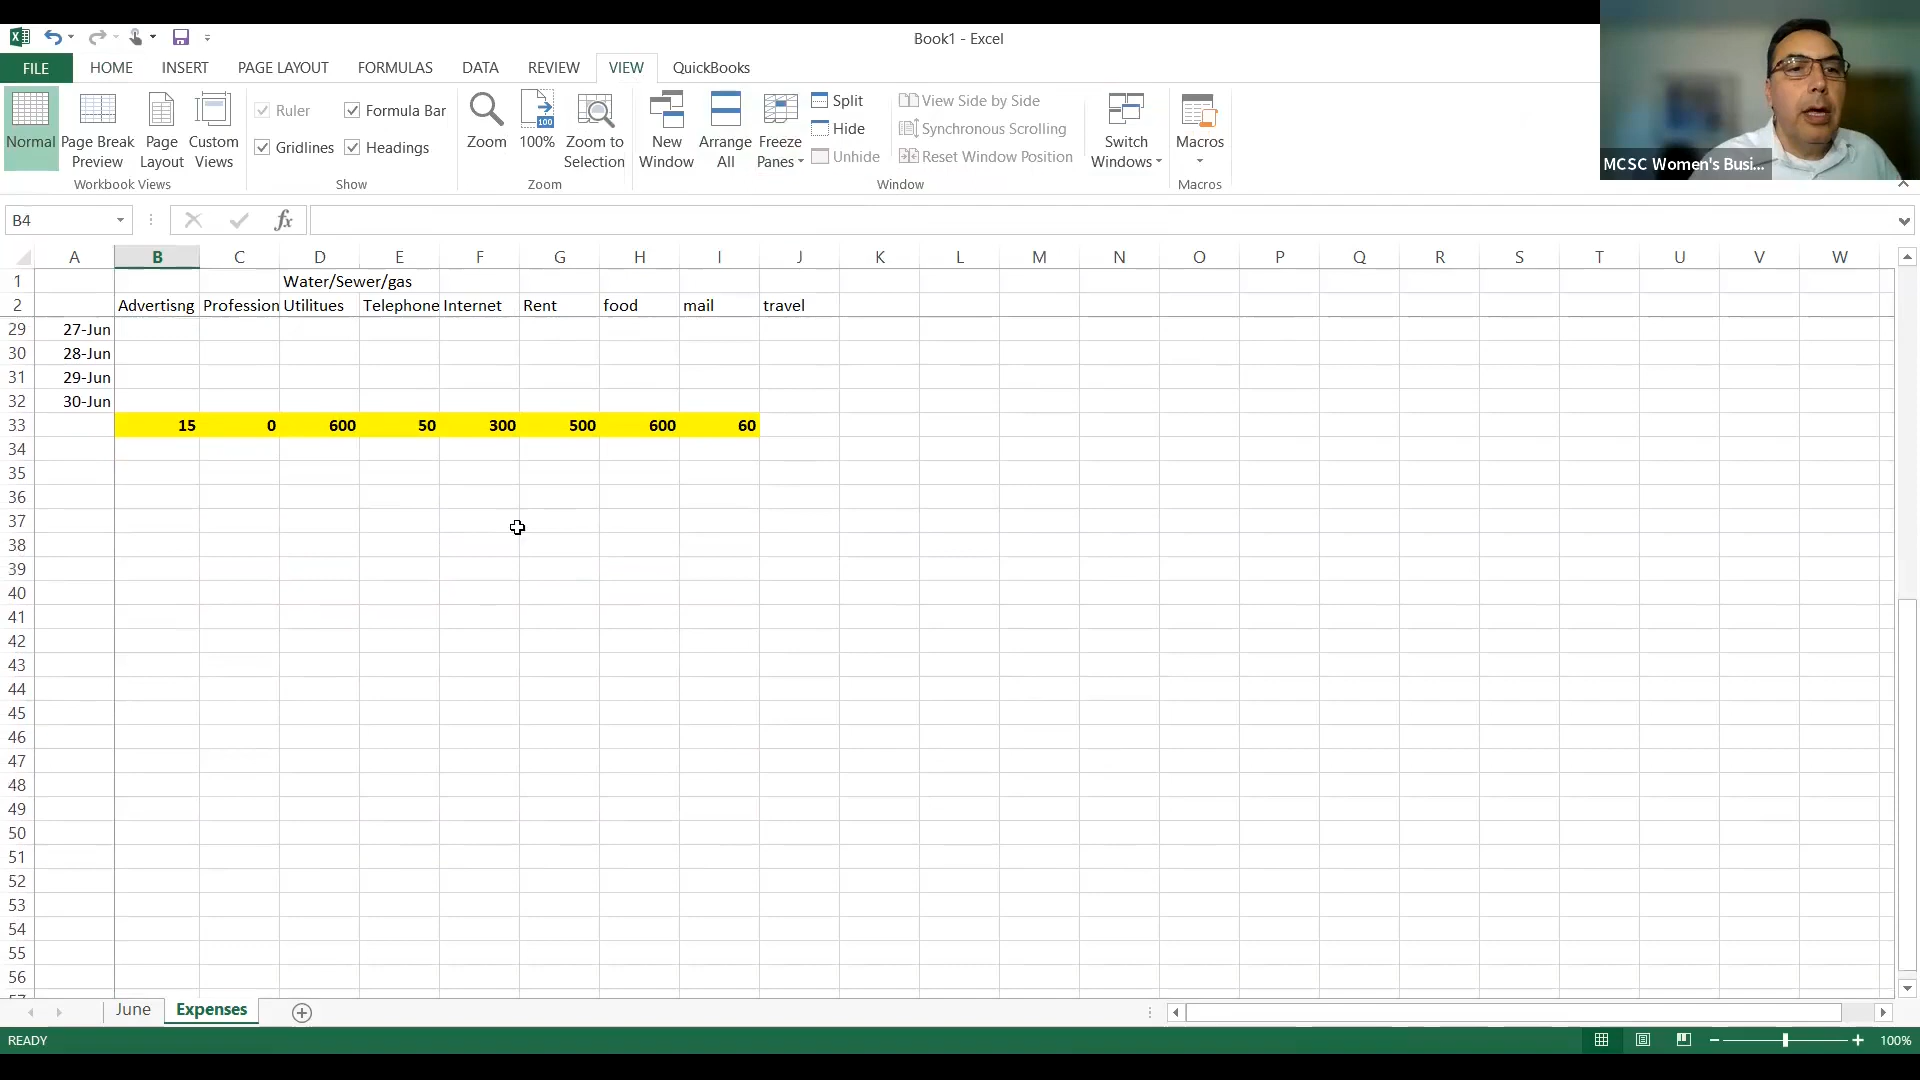 Book1 - Excel
FILE HOME INSERT PAGE LAYOUT FORMULAS DATA REVIEW VIEW QuickBooks
Normal
Page Break Preview
Page Layout
Custom Views
Workbook Views
Ruler
Formula Bar
Gridlines
Headings
Show
Zoom
100
100%
Zoom to Selection
Zoom
New Window
Arrange All
Freeze Panes
Split
Hide
Unhide
View Side by Side
Synchronous Scrolling
Reset Window Position
Window
Switch Windows
Macros
Macros
MCSC Women's Busi...
B4
fx
A B C D E F G H I J K L M N O P Q R S T U V W
1 Water/Sewer/gas
2 Advertisng Profession Utilitues Telephone Internet Rent food mail travel
29 27-Jun
30 28-Jun
31 29-Jun
32 30-Jun
33 15 0 600 50 300 500 600 60
34
35
36
37
38
39
40
41
42
43
44
45
46
47
48
49
50
51
52
53
54
55
56
57
June Expenses
READY
100%